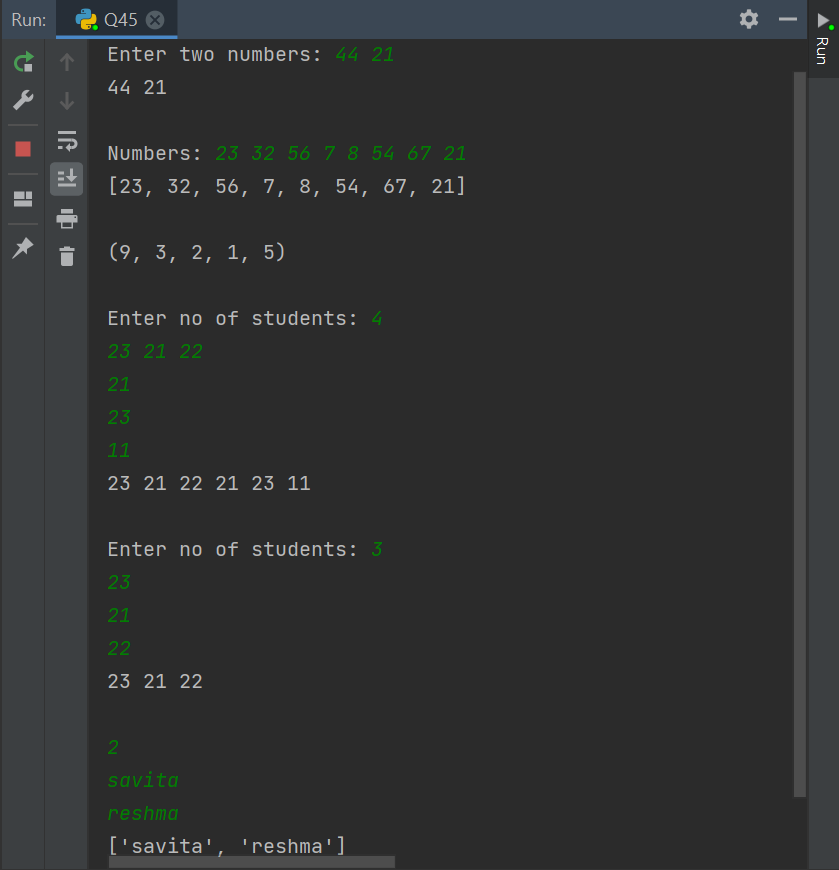 Run: Q45
Run
Enter two numbers: 44 21
44 21
Numbers: 23 32 56 7 8 54 67 21
[23, 32, 56, 7, 8, 54, 67, 21]
(9, 3, 2, 1, 5)
Enter no of students: 4
23 21 22
21
23
11
23 21 22 21 23 11
Enter no of students: 3
23
21
22
23 21 22
2
savita
reshma
['savita', 'reshma']